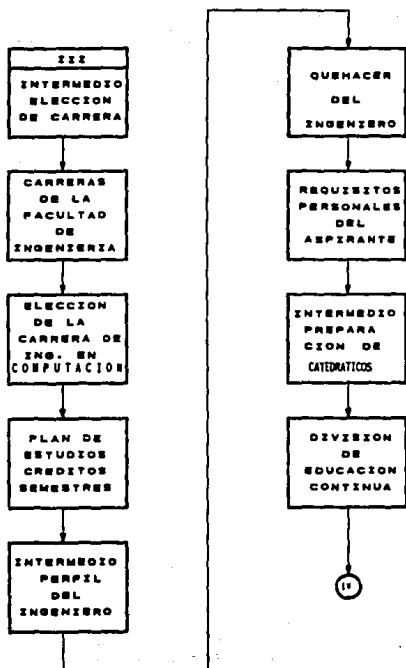 III
INTERMEDIO
ELECCION
DE CARRERA
CARRERAS
DE LA
FACULTAD
DE
INGENIERIA
ELECCION
DE LA
CARRERA DE
ING. EN
COMPUTACION
PLAN DE
ESTUDIOS
CREDITOS
SEMESTRES
INTERMEDIO
PERFIL
DEL
INGENIERO
QUEHACER
DEL
INGENIERO
REQUISITOS
PERSONALES
DEL
ASPIRANTE
INTERMEDIO
PREPARA
CION DE
CATEDRATICOS
DIVISION
DE
EDUCACION
CONTINUA
IV